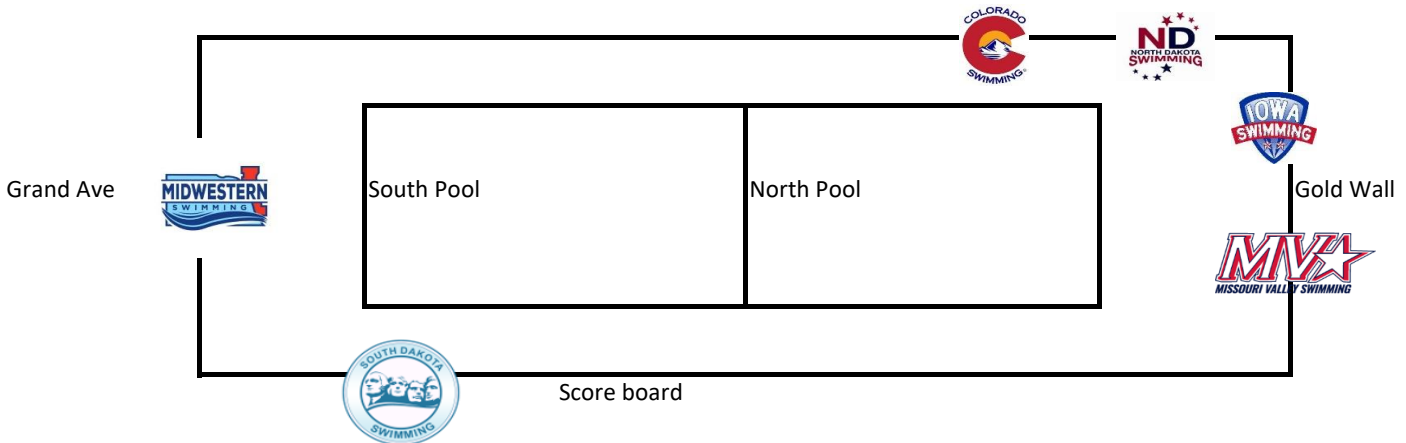 COLORADO
SWIMMING
ND
NORTH DAKOTA
SWIMMING
IOWA
SWIMMING
Grand Ave
MIDWESTERN
SWIMMING
South Pool
North Pool
Gold Wall
MVA
MISSOURI VALLEY SWIMMING
SOUTH DAKOTA
SWIMMING
Score board